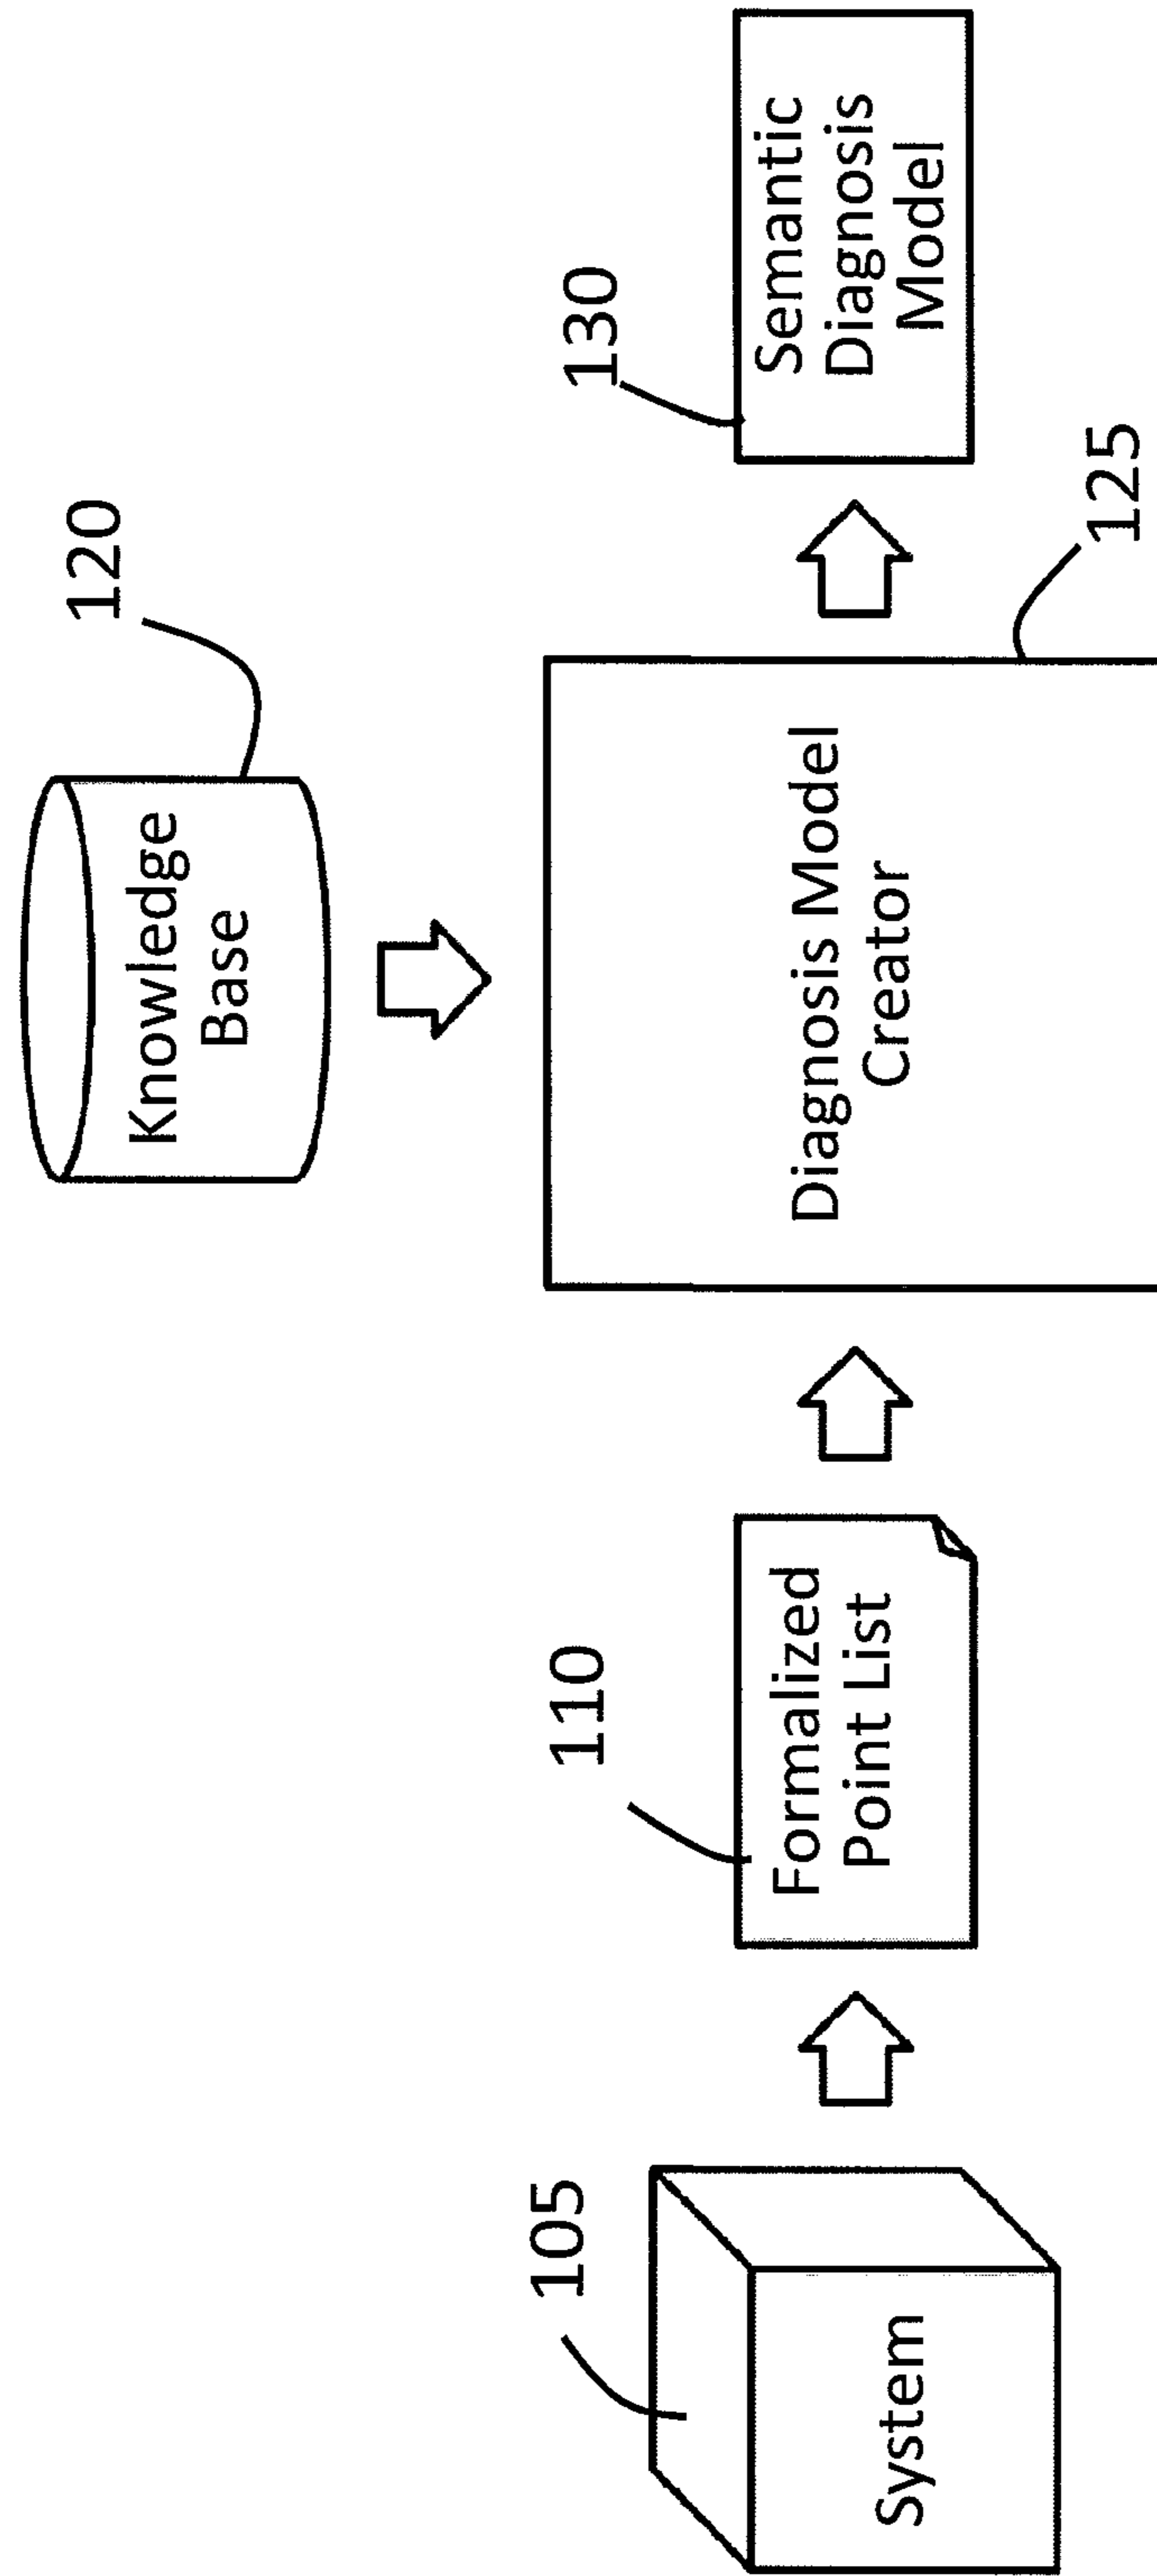 120
Knowledge
Base
105
System
110
Formalized
Point List
Diagnosis Model
Creator
125
130
Semantic
Diagnosis
Model